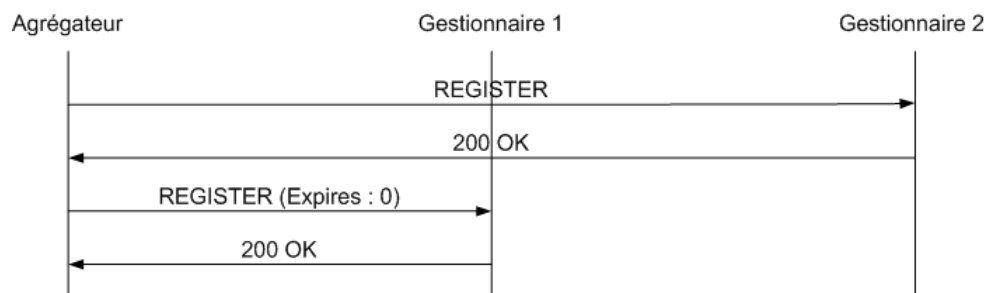 Agrégateur
Gestionnaire 1
Gestionnaire 2
REGISTER
200 OK
REGISTER (Expires : 0)
200 OK